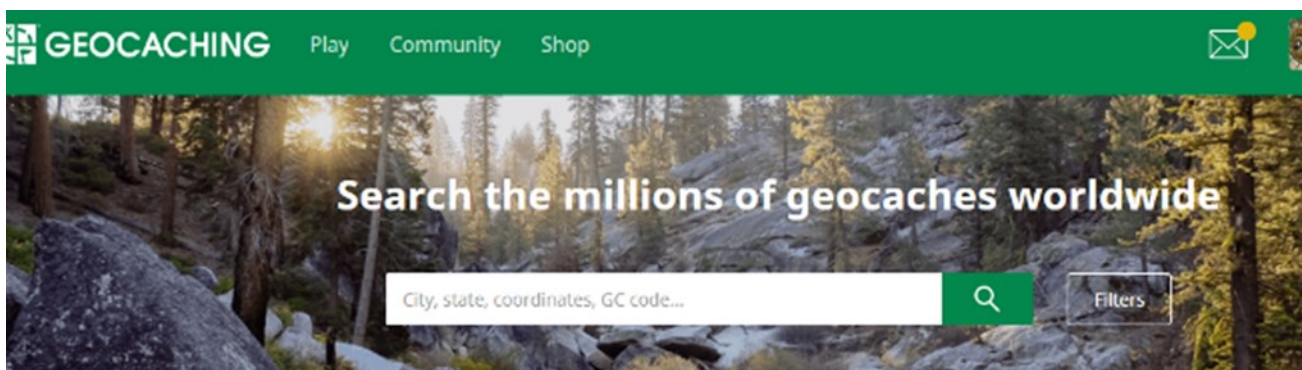 GEOCACHING Play Community Shop
Search the millions of geocaches worldwide
City, state, coordinates, GC code... Filters